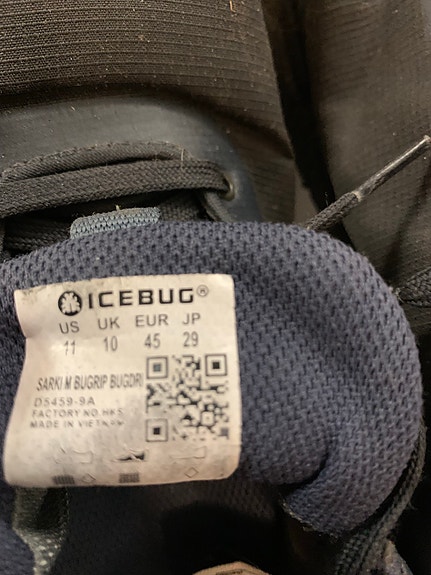 ICEBUG®
US UK EUR JP
11 10 45 29
SARKI M BUGRIP BUGDRI
D5459-9A
FACTORY NO.HKS
MADE IN VIETNAM